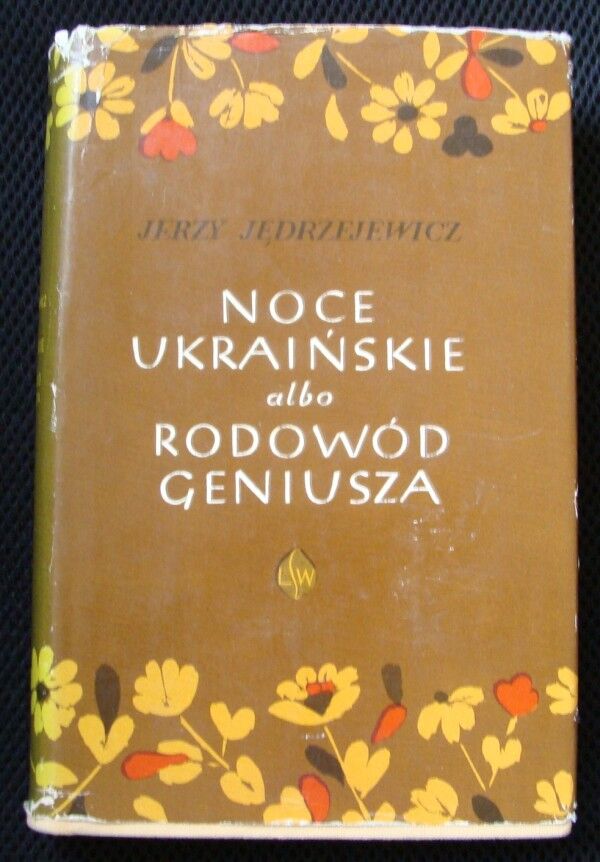 JERZY JĘDRZEJEWICZ
NOCE
UKRAIŃSKIE
albo
RODOWÓD
GENIUSZA
LSW